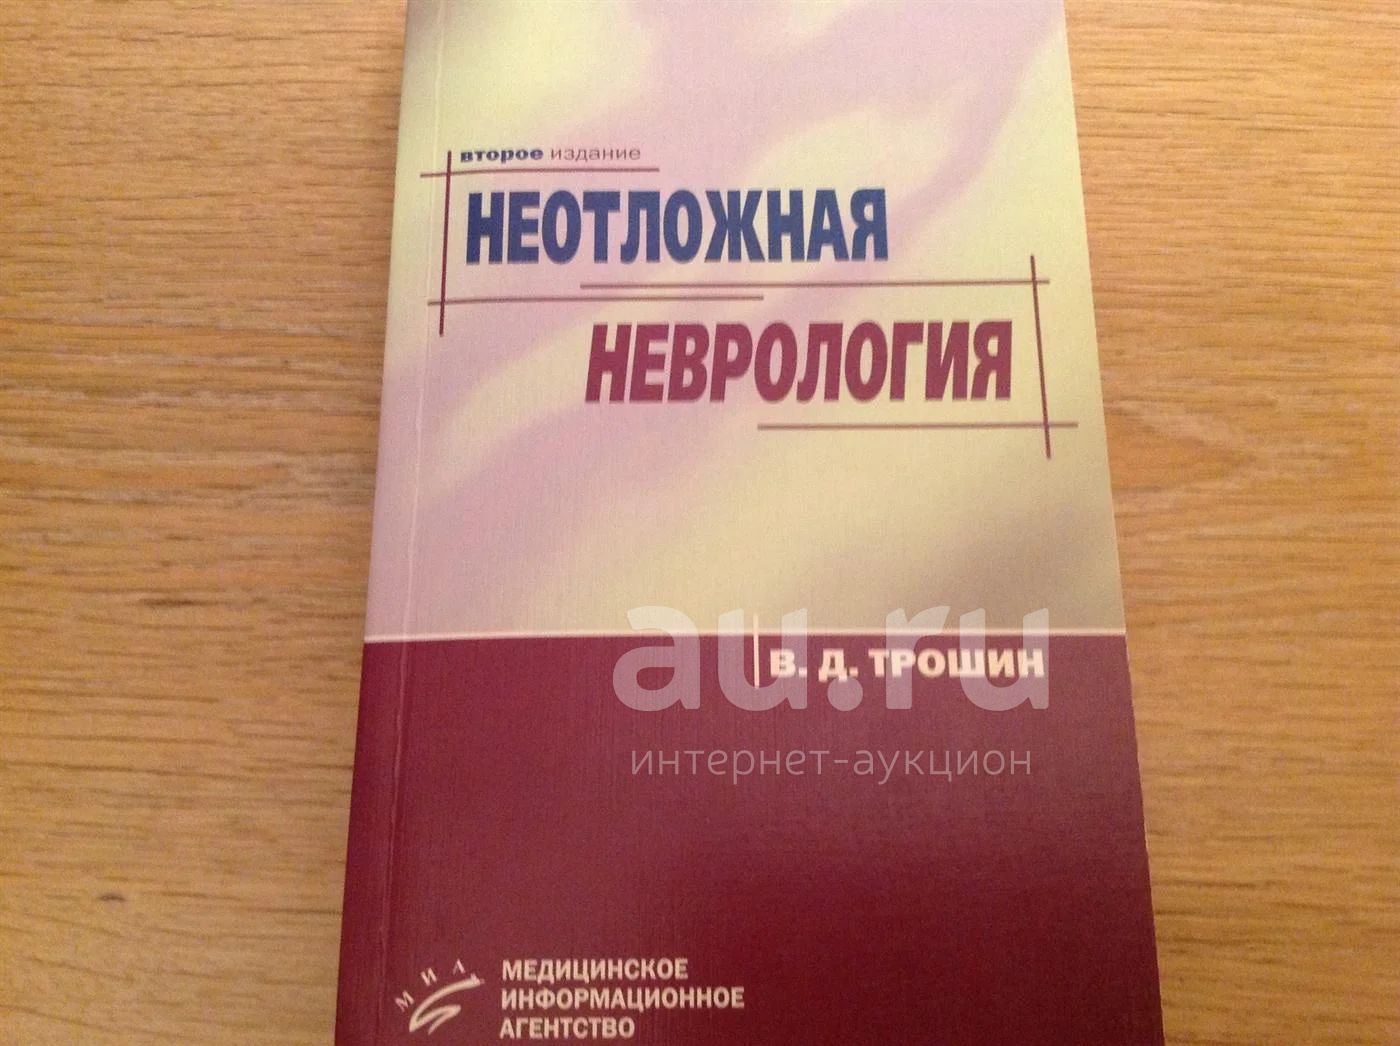 второе издание
НЕОТЛОЖНАЯ
НЕВРОЛОГИЯ
au.ru
В. Д. ТРОШИН
интернет-аукцион
МИА
МЕДИЦИНСКОЕ
ИНФОРМАЦИОННОЕ
АГЕНТСТВО